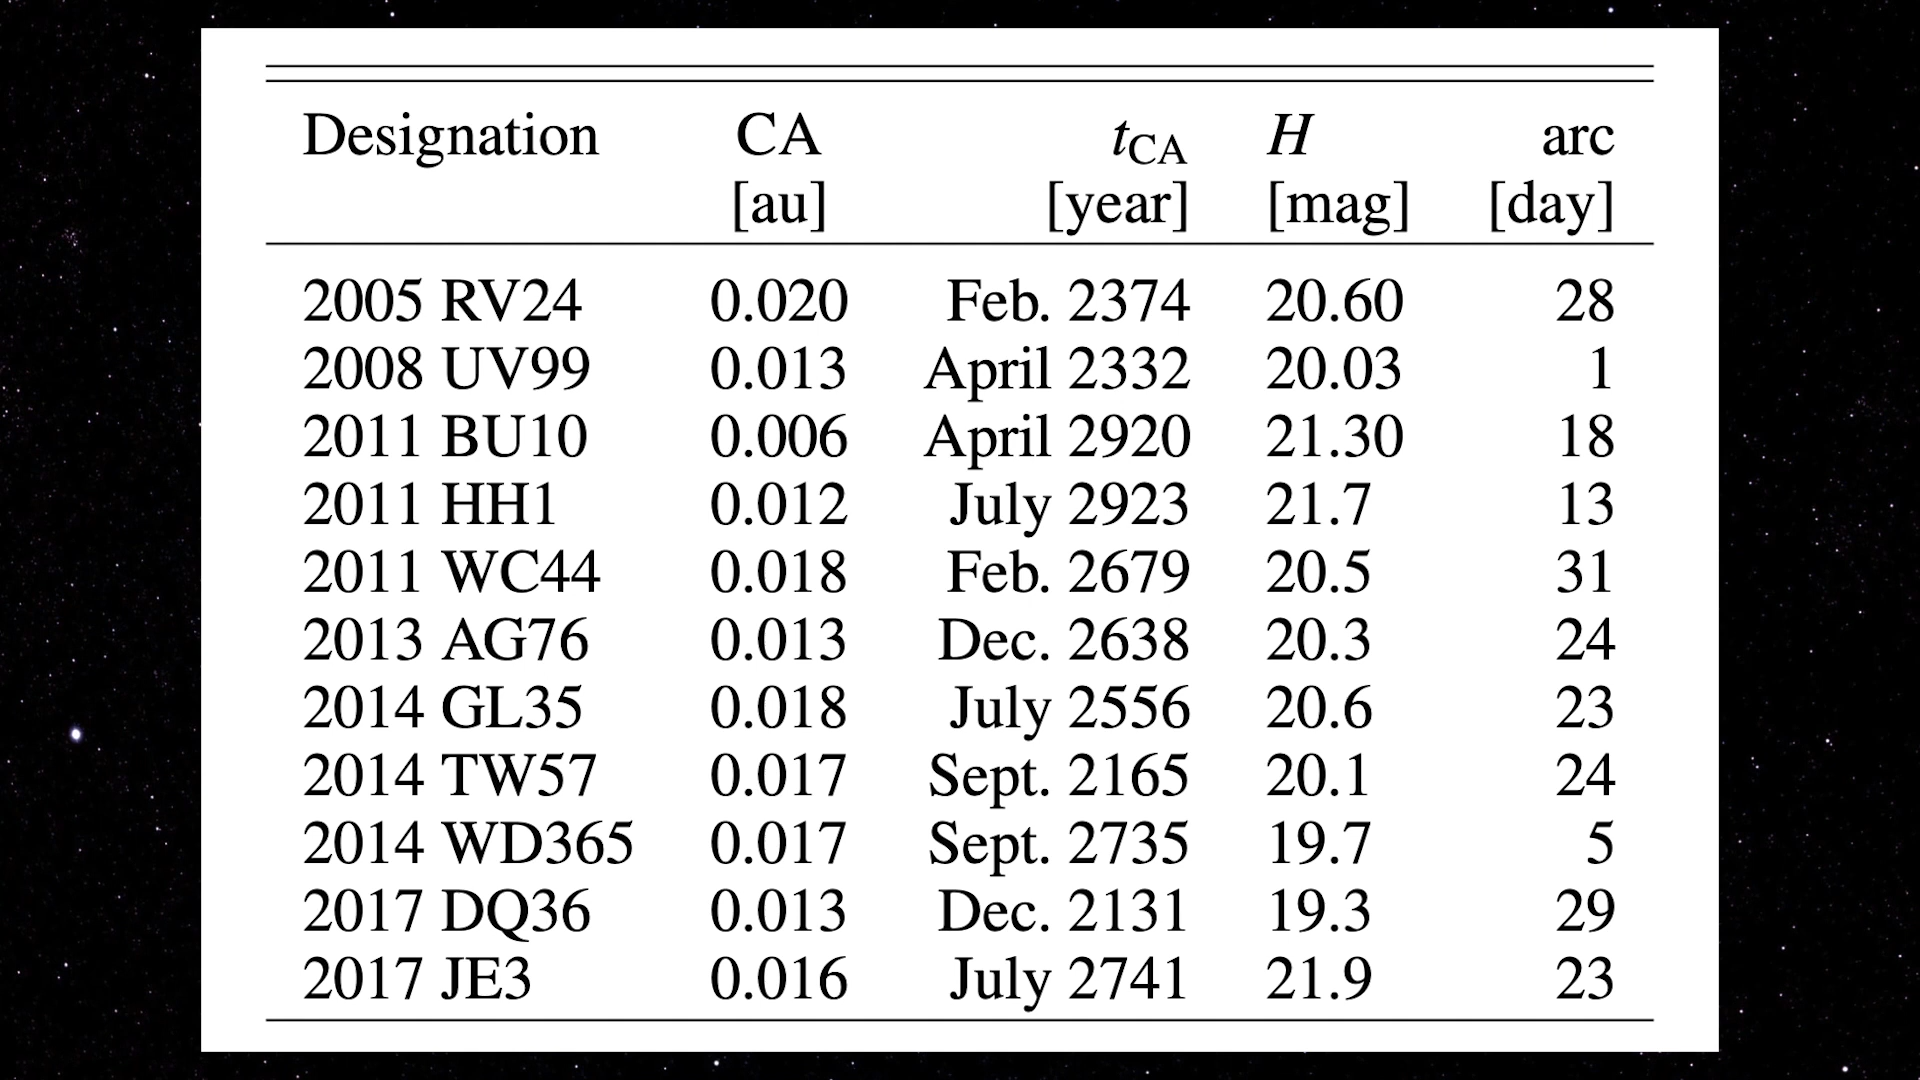 Designation CA tCA H arc
[au] [year] [mag] [day]
2005 RV24 0.020 Feb. 2374 20.60 28
2008 UV99 0.013 April 2332 20.03 1
2011 BU10 0.006 April 2920 21.30 18
2011 HH1 0.012 July 2923 21.7 13
2011 WC44 0.018 Feb. 2679 20.5 31
2013 AG76 0.013 Dec. 2638 20.3 24
2014 GL35 0.018 July 2556 20.6 23
2014 TW57 0.017 Sept. 2165 20.1 24
2014 WD365 0.017 Sept. 2735 19.7 5
2017 DQ36 0.013 Dec. 2131 19.3 29
2017 JE3 0.016 July 2741 21.9 23